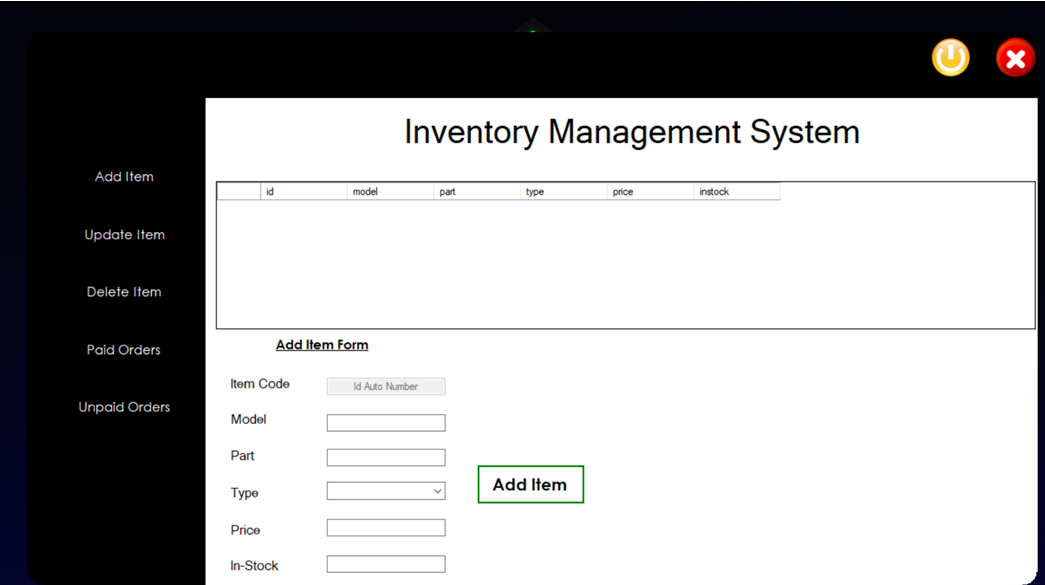 Inventory Management System
Add Item
Update Item
Delete Item
Paid Orders
Unpaid Orders
id model part type price instock
Add Item Form
Item Code Id Auto Number
Model
Part
Type
Add Item
Price
In-Stock